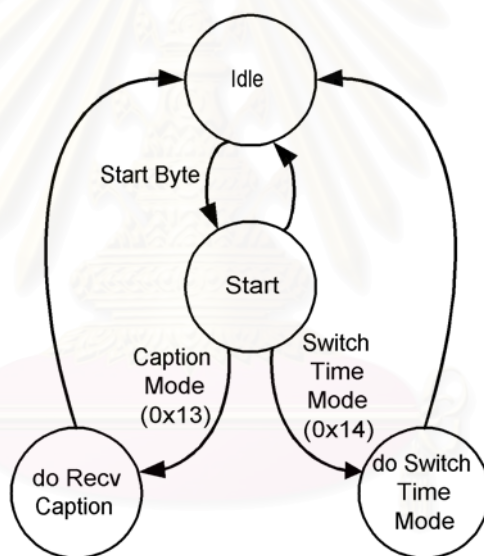 Idle
Start Byte
Start
Caption
Mode
(0x13)
Switch
Time
Mode
(0x14)
do Recv
Caption
do Switch
Time
Mode